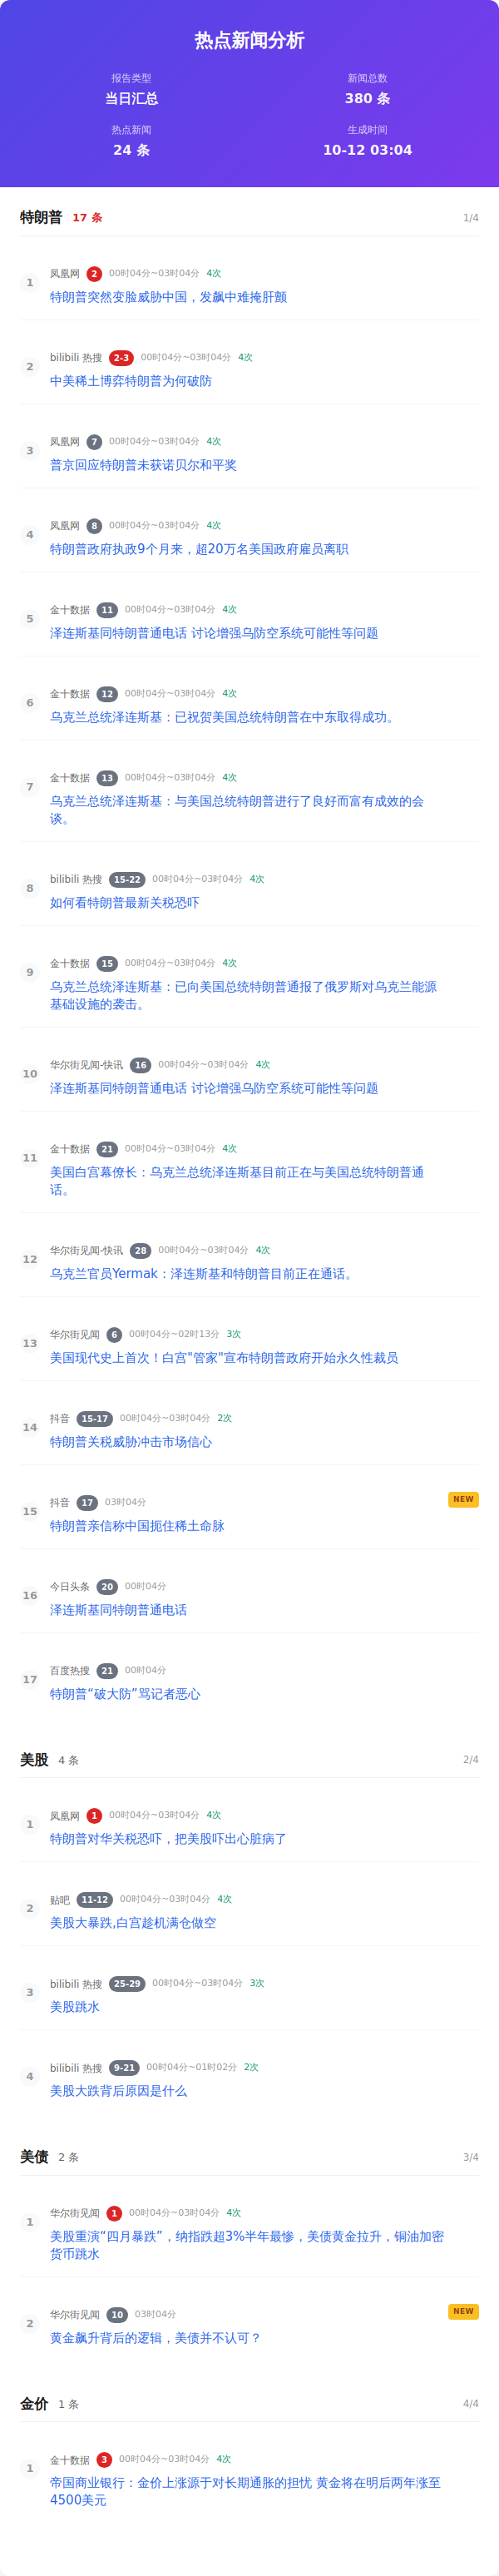 热点新闻分析
报告类型
新闻总数
当日汇总
380 条
热点新闻
生成时间
24 条
10-12 03:04
特朗普 17 条 1/4
1
凤凰网 2 00时04分~03时04分 4次
特朗普突然变脸威胁中国，发飙中难掩肝颤
2
bilibili 热搜 2-3 00时04分~03时04分 4次
中美稀土博弈特朗普为何破防
3
凤凰网 7 00时04分~03时04分 4次
普京回应特朗普未获诺贝尔和平奖
4
凤凰网 8 00时04分~03时04分 4次
特朗普政府执政9个月来，超20万名美国政府雇员离职
5
金十数据 11 00时04分~03时04分 4次
泽连斯基同特朗普通电话 讨论增强乌防空系统可能性等问题
6
金十数据 12 00时04分~03时04分 4次
乌克兰总统泽连斯基：已祝贺美国总统特朗普在中东取得成功。
7
金十数据 13 00时04分~03时04分 4次
乌克兰总统泽连斯基：与美国总统特朗普进行了良好而富有成效的会
谈。
8
bilibili 热搜 15-22 00时04分~03时04分 4次
如何看特朗普最新关税恐吓
9
金十数据 15 00时04分~03时04分 4次
乌克兰总统泽连斯基：已向美国总统特朗普通报了俄罗斯对乌克兰能源
基础设施的袭击。
10
华尔街见闻-快讯 16 00时04分~03时04分 4次
泽连斯基同特朗普通电话 讨论增强乌防空系统可能性等问题
11
金十数据 21 00时04分~03时04分 4次
美国白宫幕僚长：乌克兰总统泽连斯基目前正在与美国总统特朗普通
话。
12
华尔街见闻-快讯 28 00时04分~03时04分 4次
乌克兰官员Yermak：泽连斯基和特朗普目前正在通话。
13
华尔街见闻 6 00时04分~02时13分 3次
美国现代史上首次！白宫"管家"宣布特朗普政府开始永久性裁员
14
抖音 15-17 00时04分~03时04分 2次
特朗普关税威胁冲击市场信心
15
抖音 17 03时04分 NEW
特朗普亲信称中国扼住稀土命脉
16
今日头条 20 00时04分
泽连斯基同特朗普通电话
17
百度热搜 21 00时04分
特朗普“破大防”骂记者恶心
美股 4 条 2/4
1
凤凰网 1 00时04分~03时04分 4次
特朗普对华关税恐吓，把美股吓出心脏病了
2
贴吧 11-12 00时04分~03时04分 4次
美股大暴跌,白宫趁机满仓做空
3
bilibili 热搜 25-29 00时04分~03时04分 3次
美股跳水
4
bilibili 热搜 9-21 00时04分~01时02分 2次
美股大跌背后原因是什么
美债 2 条 3/4
1
华尔街见闻 1 00时04分~03时04分 4次
美股重演“四月暴跌”，纳指跌超3%半年最惨，美债黄金拉升，铜油加密
货币跳水
2
华尔街见闻 10 03时04分 NEW
黄金飙升背后的逻辑，美债并不认可？
金价 1 条 4/4
1
金十数据 3 00时04分~03时04分 4次
帝国商业银行：金价上涨源于对长期通胀的担忧 黄金将在明后两年涨至
4500美元